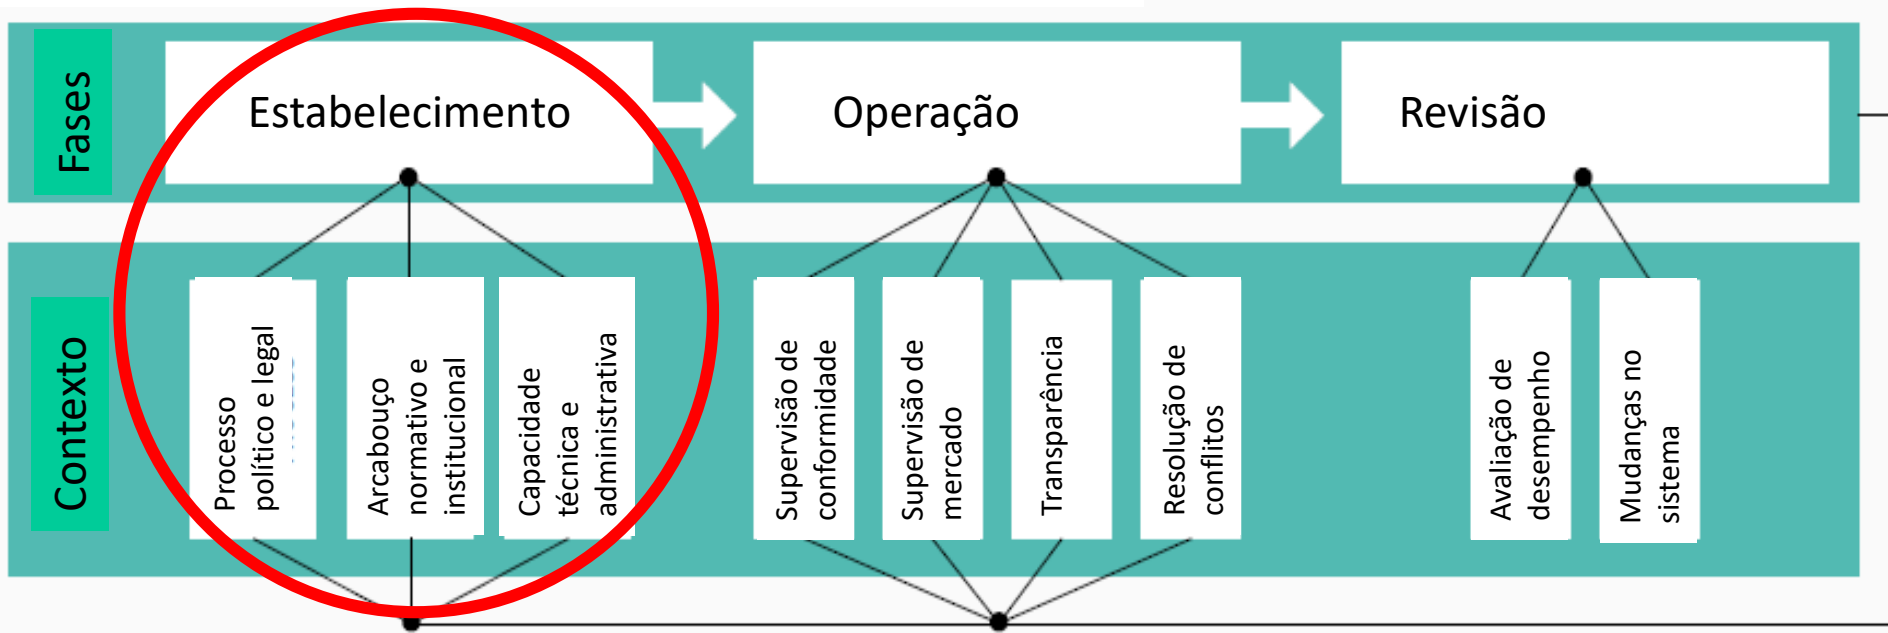 Fases
Estabelecimento
Operação
Revisão
Contexto
Processo
político e legal
Arcabouço
normativo e
institucional
Capacidade
técnica e
administrativa
Supervisão de
conformidade
Supervisão de
mercado
Transparência
Resolução de
conflitos
Avaliação de
desempenho
Mudanças no
sistema